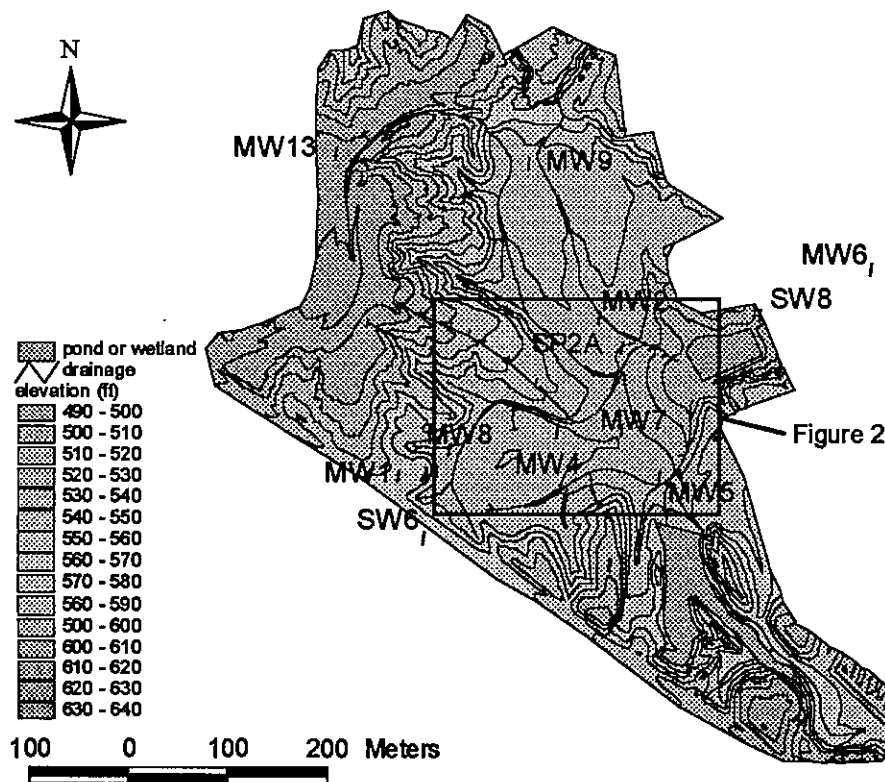 N
MW13
MW9
MW6
SW8
MW2
CP2A
MW7
Figure 2
MW8
MW4
MW1
MW5
SW6
pond or wetland
drainage
elevation (ft)
490 - 500
500 - 510
510 - 520
520 - 530
530 - 540
540 - 550
550 - 560
560 - 570
570 - 580
560 - 590
500 - 600
600 - 610
610 - 620
620 - 630
630 - 640
100 0 100 200 Meters